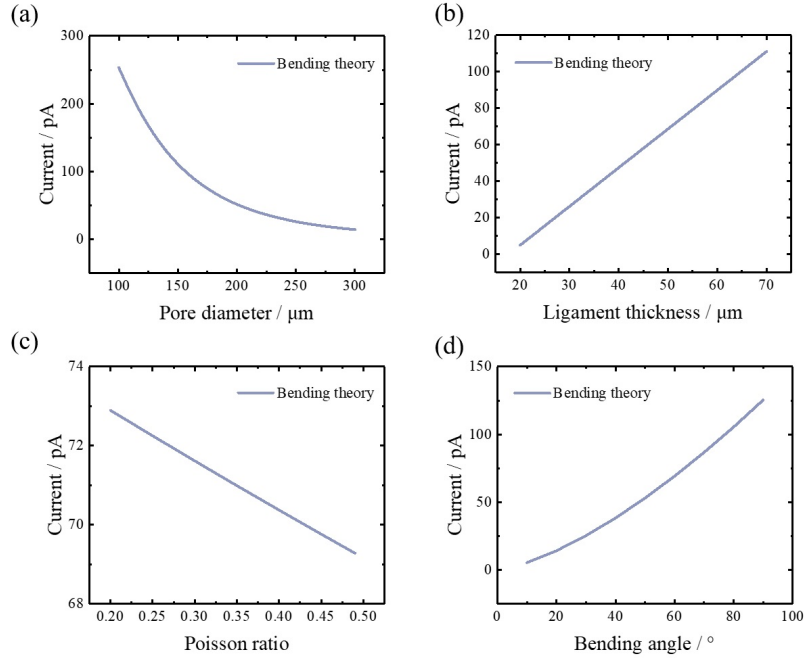 (a)
300
200
100
0
Current / pA
Bending theory
100 150 200 250 300
Pore diameter / μm
(b)
120
100
80
60
40
20
0
Current / pA
Bending theory
20 30 40 50 60 70
Ligament thickness / μm
(c)
74
72
70
68
Current / pA
Bending theory
0.20 0.25 0.30 0.35 0.40 0.45 0.50
Poisson ratio
(d)
150
100
50
0
Current / pA
Bending theory
0 20 40 60 80 100
Bending angle / °